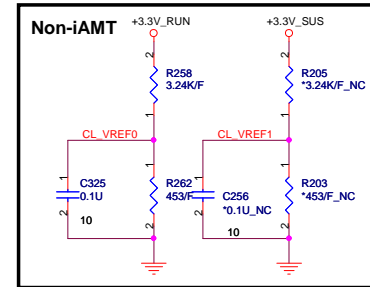 Non-iAMT
+3.3V_RUN
+3.3V_SUS
2
2
R258
3.24K/F
R205
*3.24K/F_NC
1
1
CL_VREF0
CL_VREF1
1
1
1
1
C325
0.1U
R262
453/F
C256
*0.1U_NC
R203
*453/F_NC
2
2
2
2
10
10